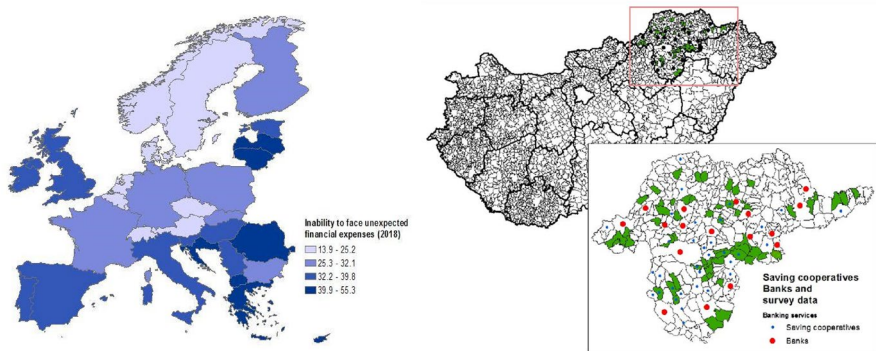 Inability to face unexpected
financial expenses (2018)
13.9 - 25.2
25.3 - 32.1
32.2 - 39.8
39.9 - 55.3
Saving cooperatives
Banks and
survey data
Banking services
Saving cooperatives
Banks